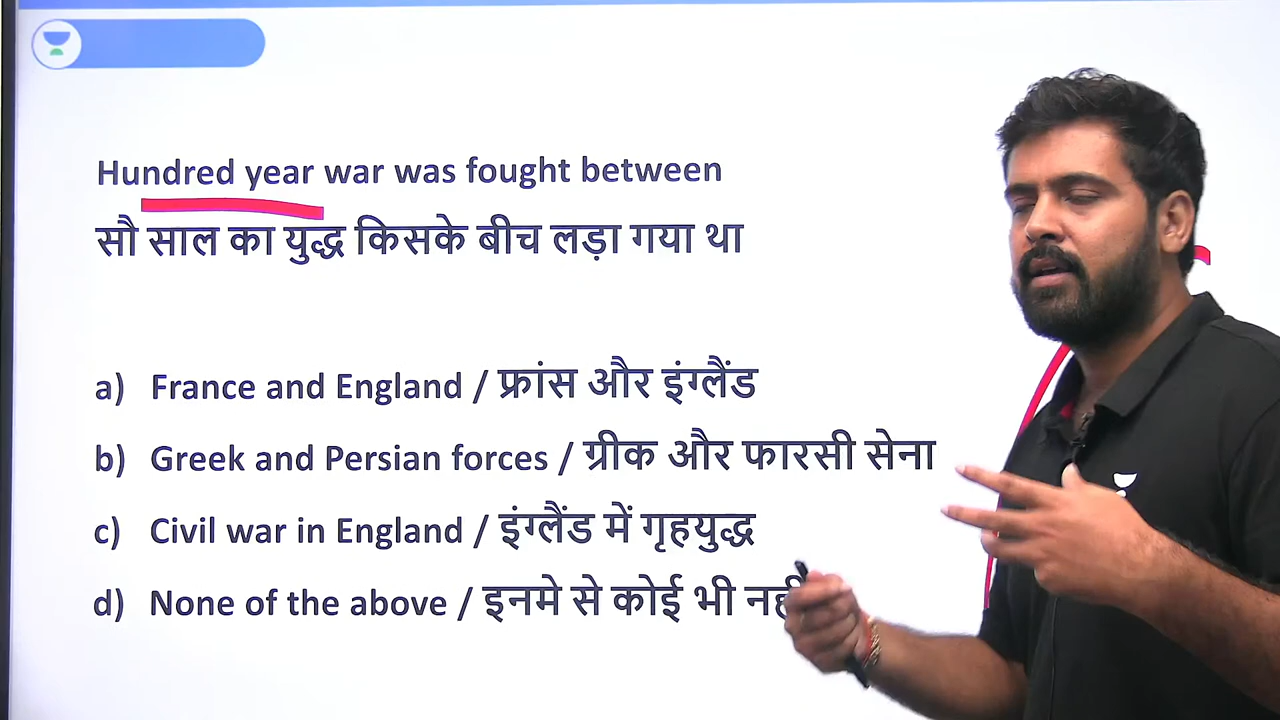 Hundred year war was fought between
सौ साल का युद्ध किसके बीच लड़ा गया था
a) France and England / फ्रांस और इंग्लैंड
b) Greek and Persian forces / ग्रीक और फारसी सेना
c) Civil war in England / इंग्लैंड में गृहयुद्ध
d) None of the above / इनमे से कोई भी नहीं